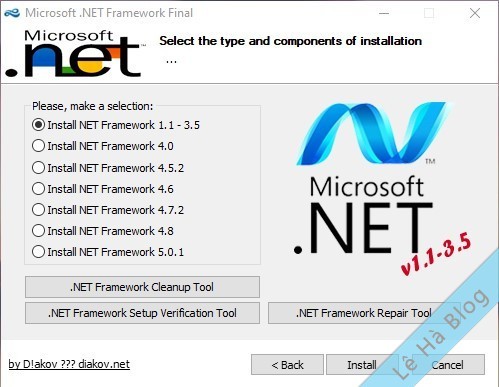 Microsoft .NET Framework Final
Microsoft
.net™
Select the type and components of installation
...
Please, make a selection:
Install NET Framework 1.1 - 3.5
Install NET Framework 4.0
Install NET Framework 4.5.2
Install NET Framework 4.6
Install NET Framework 4.7.2
Install NET Framework 4.8
Install NET Framework 5.0.1
TM
Microsoft
.NET
v1.1-3.5
.NET Framework Cleanup Tool
.NET Framework Setup Verification Tool
.NET Framework Repair Tool
by D!akov ??? diakov.net
< Back
Install
Cancel
Lê Hà Blog